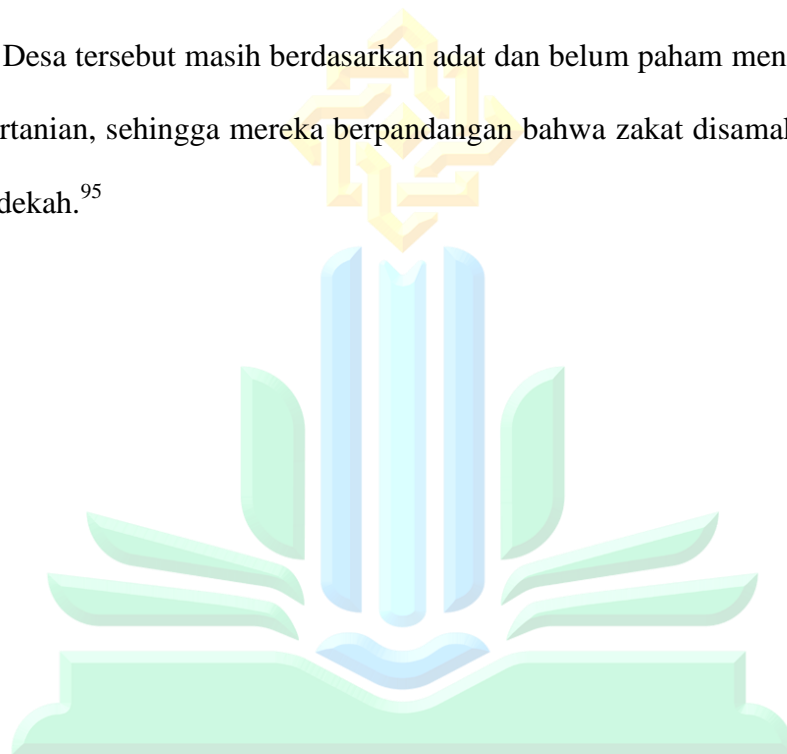 Desa tersebut masih berdasarkan adat dan belum paham men
rtanian, sehingga mereka berpandangan bahwa zakat disamal
dekah.95